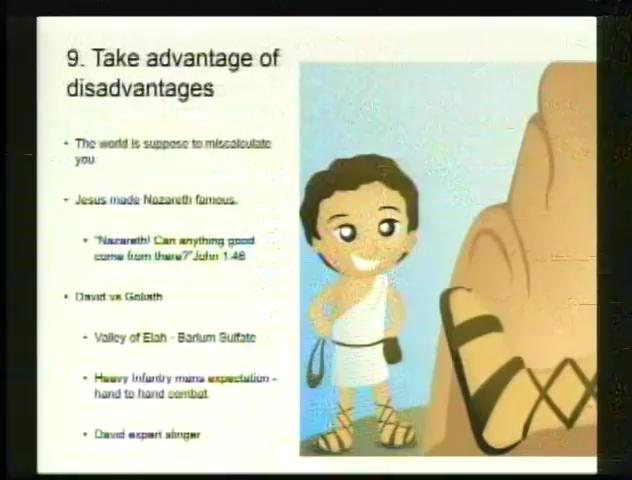 9. Take advantage of
disadvantages
• The world is suppose to miscalculate
you
• Jesus made Nazareth famous.
• "Nazareth! Can anything good
come from there?" John 1:46
• David vs Goliath
• Valley of Elah - Barium Sulfate
• Heavy Infantry mans expectation -
hand to hand combat
• David expert slinger